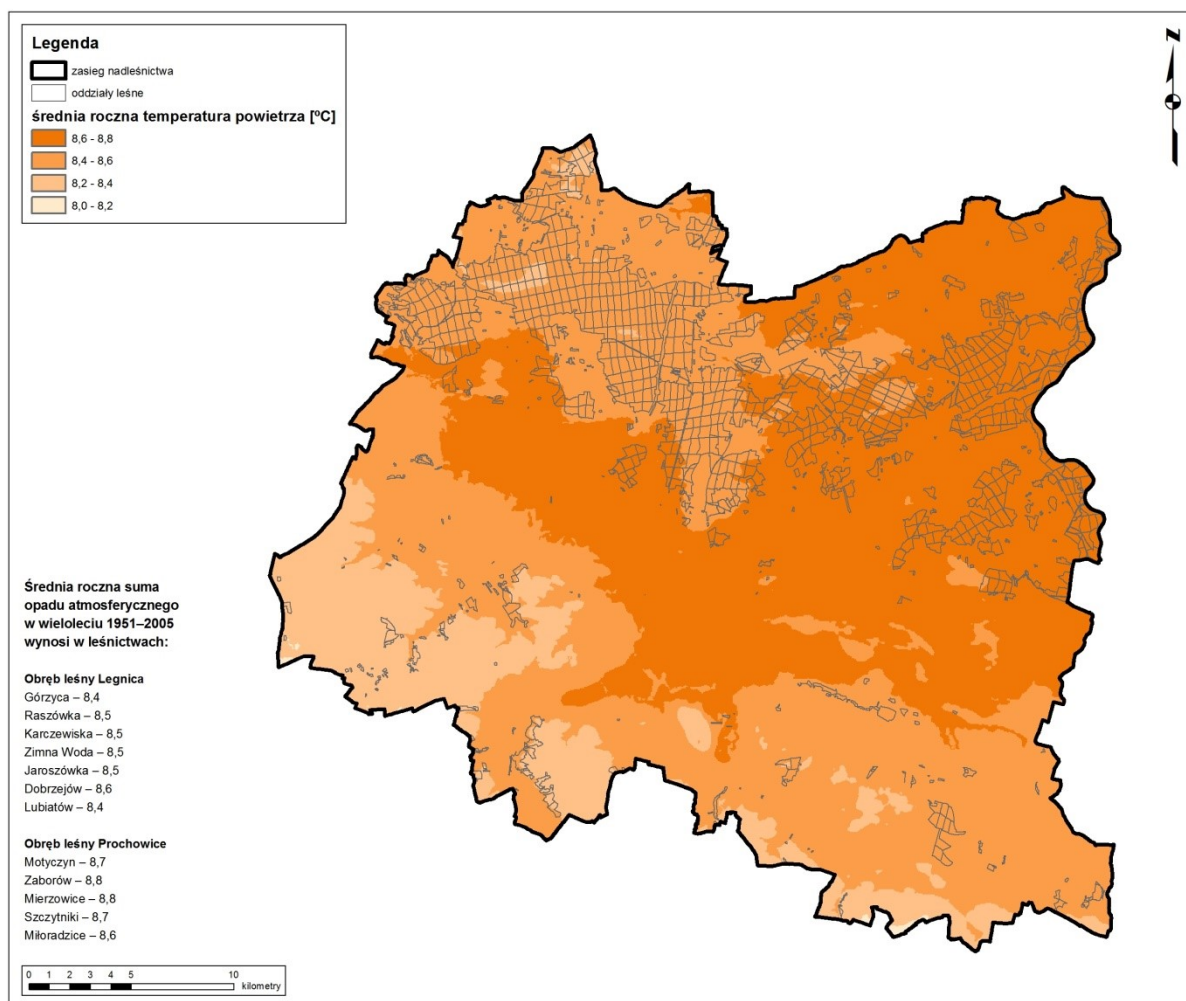 Legenda
zasięg nadleśnictwa
oddziały leśne
średnia roczna temperatura powietrza [ºC]
8,6 - 8,8
8,4 - 8,6
8,2 - 8,4
8,0 - 8,2
N
Średnia roczna suma
opadu atmosferycznego
w wieloleciu 1951–2005
wynosi w leśnictwach:
Obręb leśny Legnica
Górzyca – 8,4
Raszówka – 8,5
Karczewiska – 8,5
Zimna Woda – 8,5
Jaroszówka – 8,5
Dobrzejów – 8,6
Lubiatów – 8,4
Obręb leśny Prochowice
Motyczyn – 8,7
Zaborów – 8,8
Mierzowice – 8,8
Szczytniki – 8,7
Miłoradzice – 8,6
0 1 2 3 4 5 10
kilometry